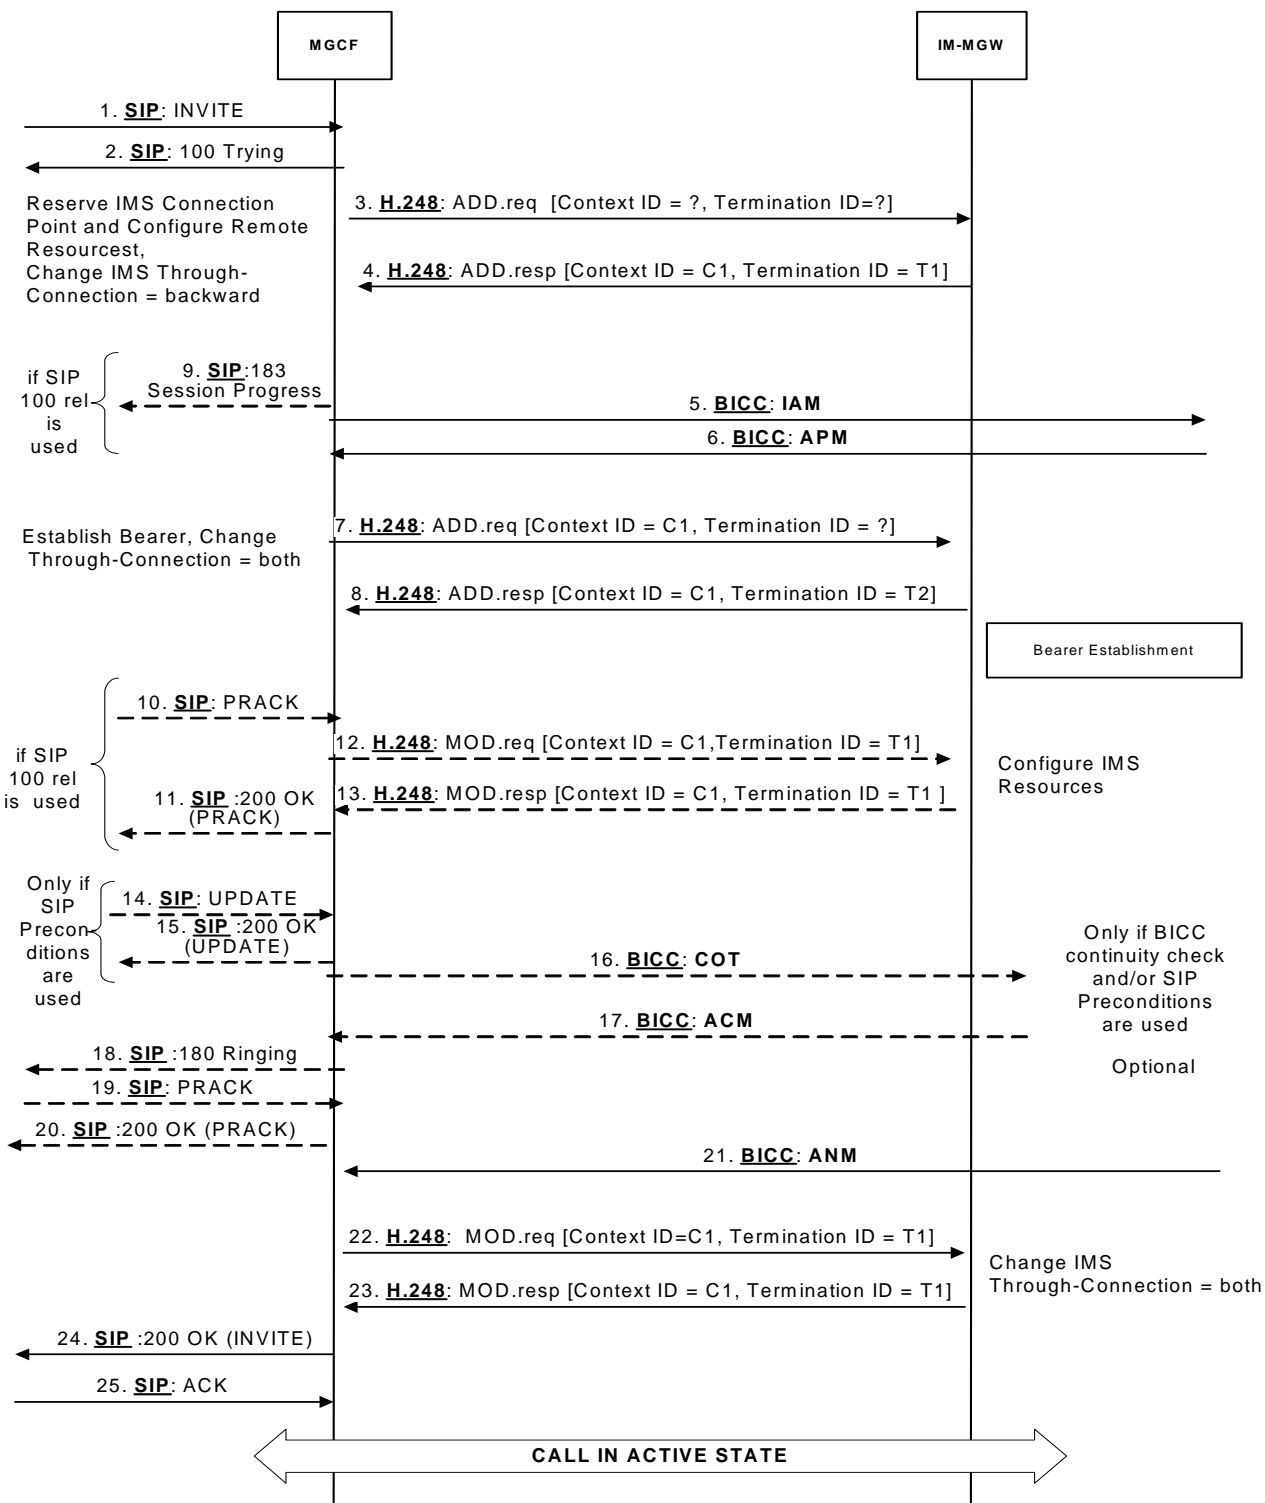 MGCF
IM-MGW
1. SIP: INVITE
2. SIP: 100 Trying
Reserve IMS Connection
Point and Configure Remote
Resourcest,
Change IMS Through-
Connection = backward
3. H.248: ADD.req [Context ID = ?, Termination ID=?]
4. H.248: ADD.resp [Context ID = C1, Termination ID = T1]
if SIP
100 rel
is
used
9. SIP:183
Session Progress
5. BICC: IAM
6. BICC: APM
Establish Bearer, Change
Through-Connection = both
7. H.248: ADD.req [Context ID = C1, Termination ID = ?]
8. H.248: ADD.resp [Context ID = C1, Termination ID = T2]
Bearer Establishment
if SIP
100 rel
is used
10. SIP: PRACK
12. H.248: MOD.req [Context ID = C1,Termination ID = T1]
11. SIP :200 OK
(PRACK)
13. H.248: MOD.resp [Context ID = C1, Termination ID = T1 ]
Configure IMS
Resources
Only if
SIP
Precon-
ditions
are
used
14. SIP: UPDATE
15. SIP :200 OK
(UPDATE)
16. BICC: COT
Only if BICC
continuity check
and/or SIP
Preconditions
are used
17. BICC: ACM
Optional
18. SIP :180 Ringing
19. SIP: PRACK
20. SIP :200 OK (PRACK)
21. BICC: ANM
22. H.248: MOD.req [Context ID=C1, Termination ID = T1]
23. H.248: MOD.resp [Context ID = C1, Termination ID = T1]
Change IMS
Through-Connection = both
24. SIP :200 OK (INVITE)
25. SIP: ACK
CALL IN ACTIVE STATE